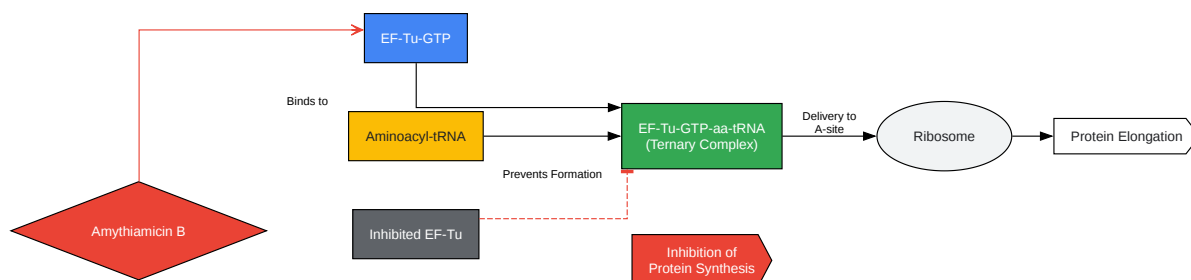 EF-Tu-GTP
Binds to
Aminoacyl-tRNA
EF-Tu-GTP-aa-tRNA
(Ternary Complex)
Delivery to
A-site
Ribosome
Protein Elongation
Prevents Formation
Amythiamicin B
Inhibited EF-Tu
Inhibition of
Protein Synthesis